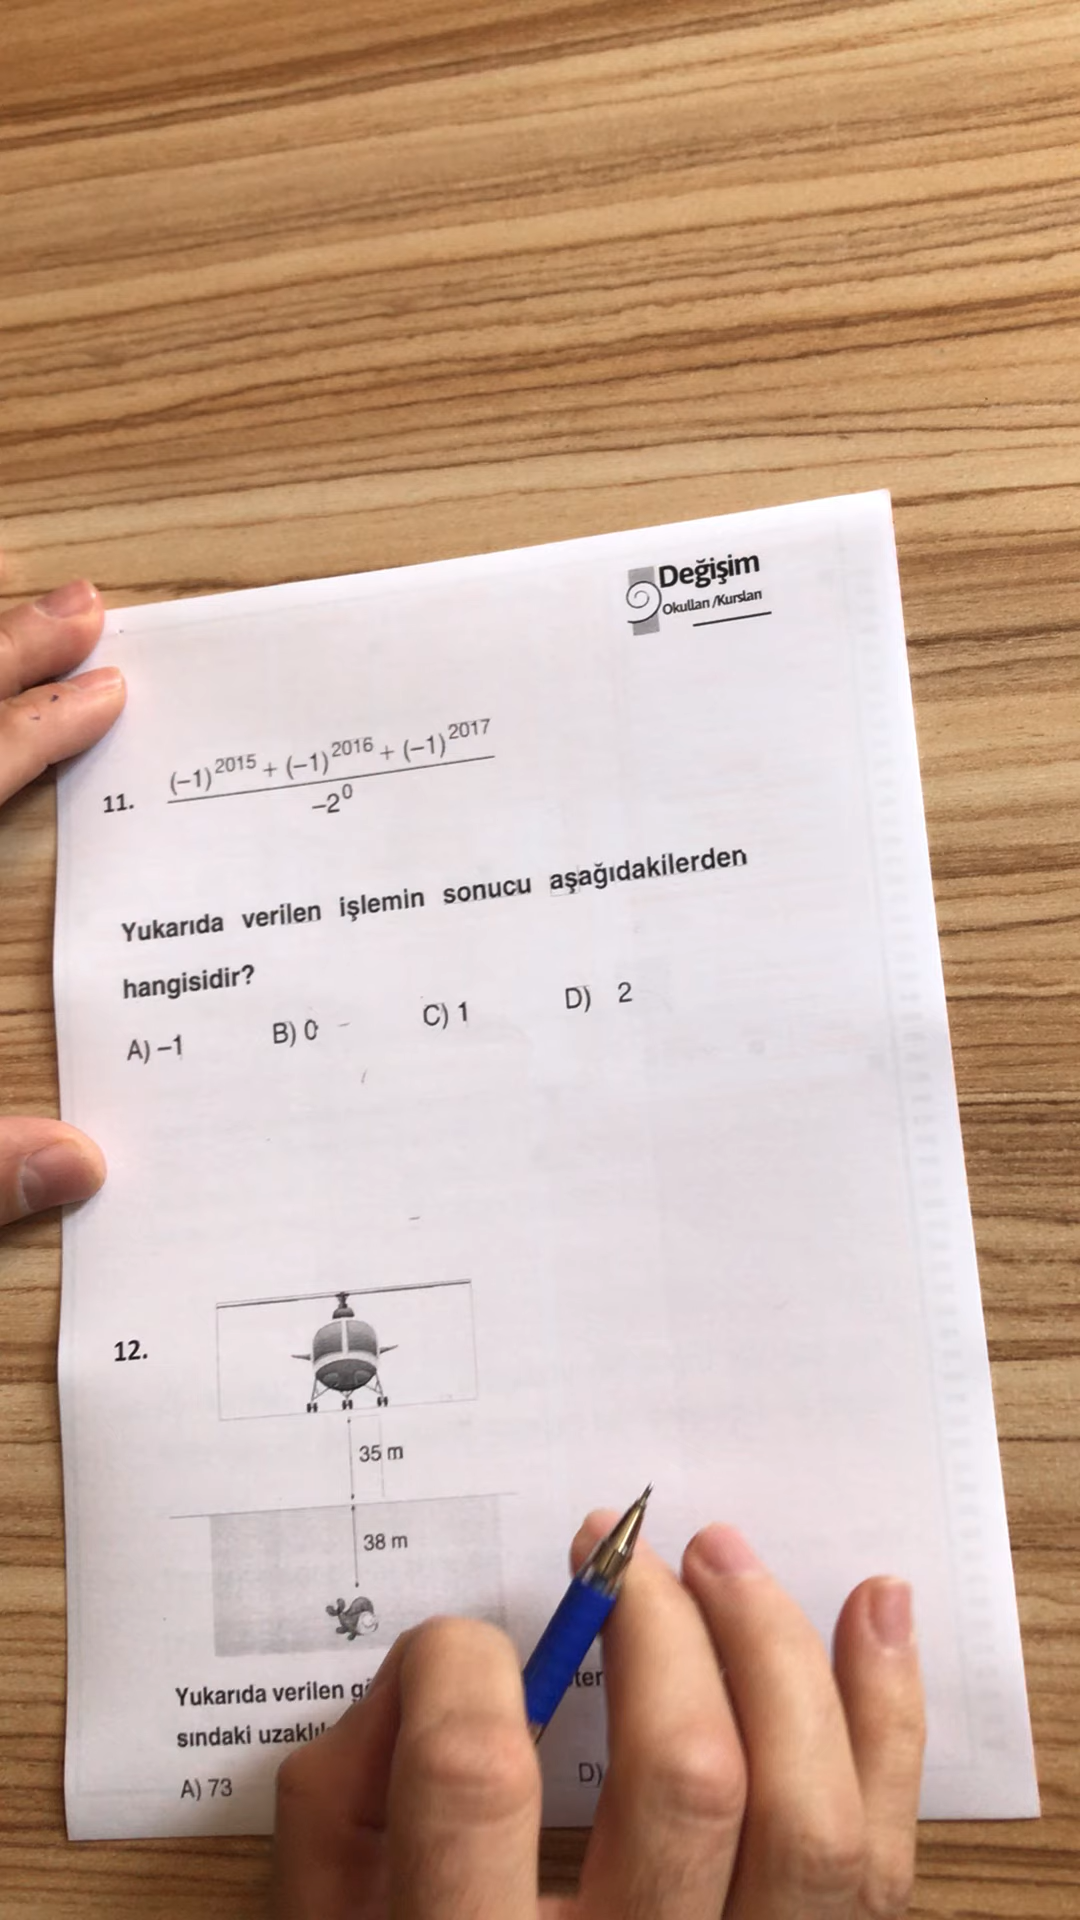 Değişim
Okulları/Kursları
11. (–1)^2015 + (–1)^2016 + (–1)^2017
–2^0
Yukarıda verilen işlemin sonucu aşağıdakilerden
hangisidir?
A) –1 B) 0 C) 1 D) 2
12.
35 m
38 m
Yukarıda verilen
sındaki
A) 73 D)